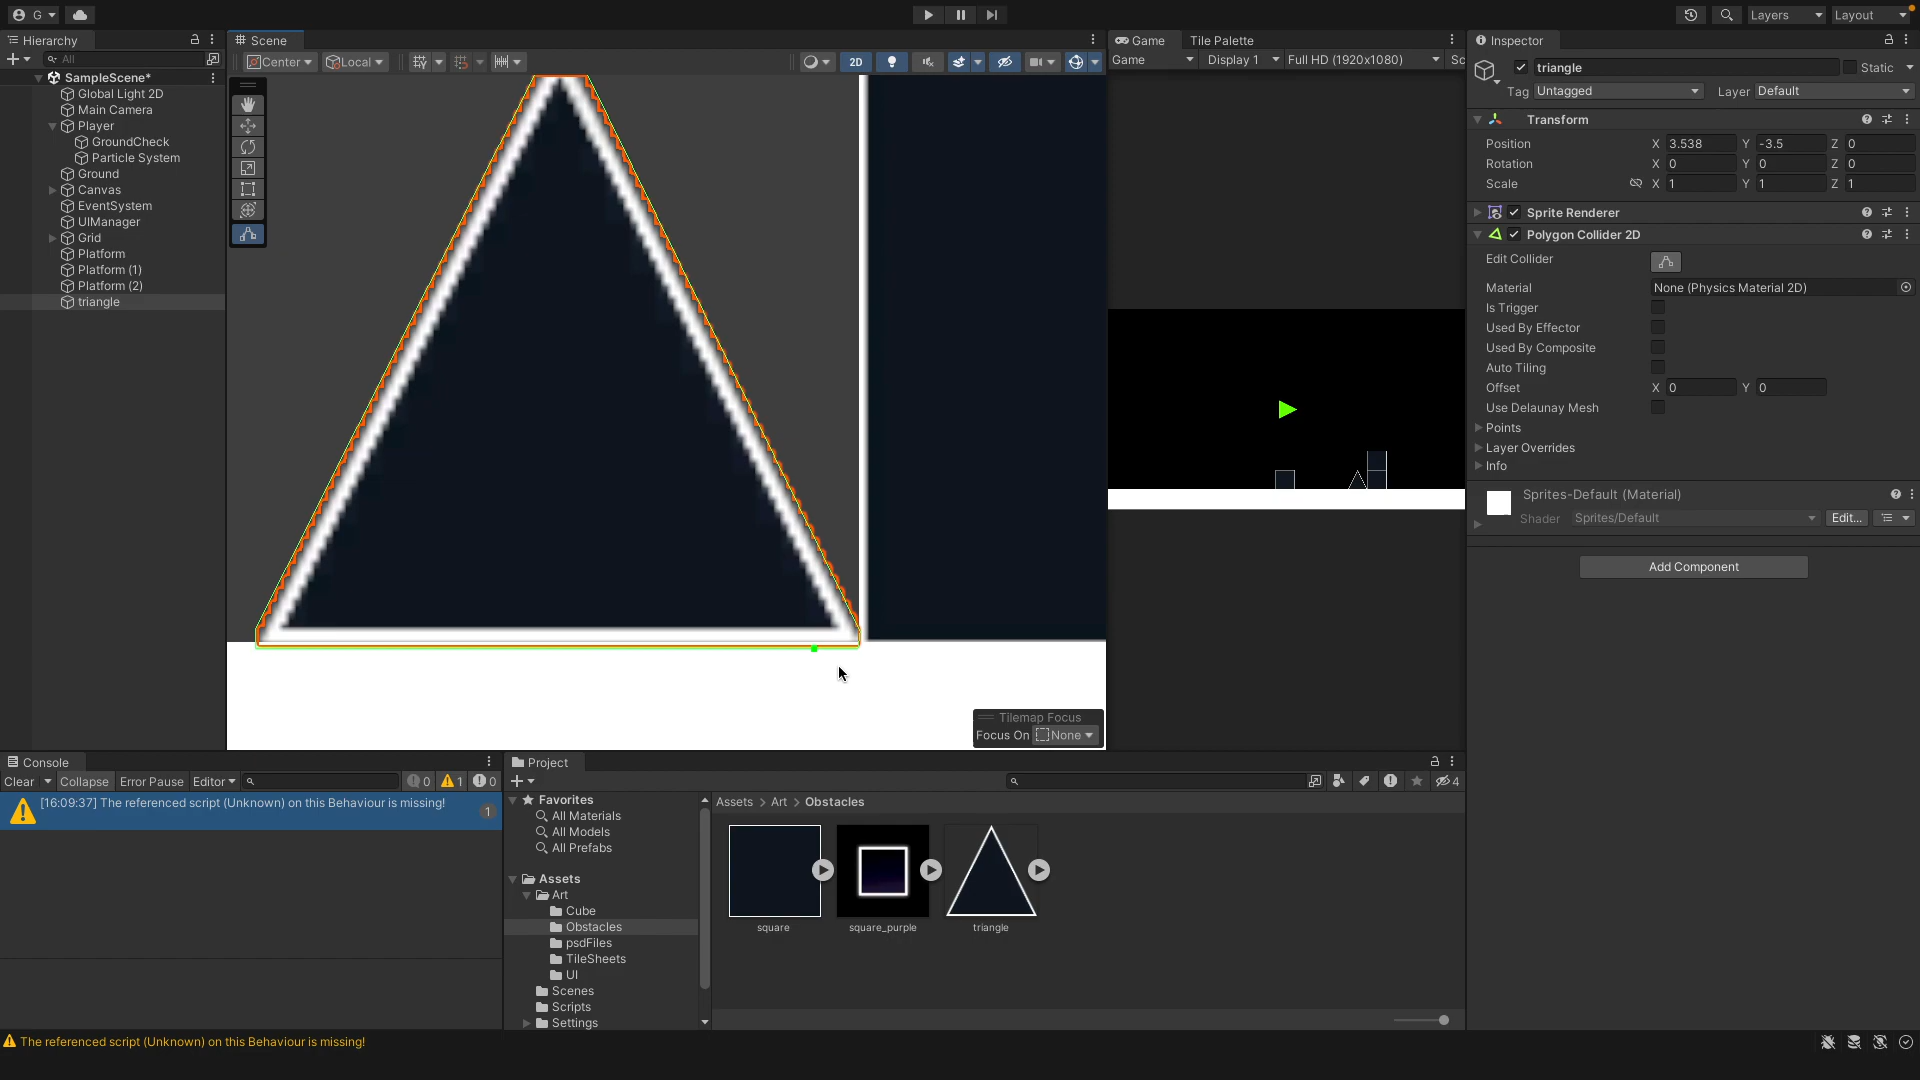 G
Layers
Layout
Hierarchy
All
SampleScene*
Global Light 2D
Main Camera
Player
GroundCheck
Particle System
Ground
Canvas
EventSystem
UIManager
Grid
Platform
Platform (1)
Platform (2)
triangle
Scene
Center
Local
2D
Tilemap Focus
Focus On
None
Game
Tile Palette
Game
Display 1
Full HD (1920x1080)
Sc
Inspector
triangle
Static
Tag Untagged
Layer Default
Transform
Position X 3.538 Y -3.5 Z 0
Rotation X 0 Y 0 Z 0
Scale X 1 Y 1 Z 1
Sprite Renderer
Polygon Collider 2D
Edit Collider
Material None (Physics Material 2D)
Is Trigger
Used By Effector
Used By Composite
Auto Tiling
Offset X 0 Y 0
Use Delaunay Mesh
Points
Layer Overrides
Info
Sprites-Default (Material)
Shader Sprites/Default Edit...
Add Component
Console
Clear Collapse Error Pause Editor 0 1 0
[16:09:37] The referenced script (Unknown) on this Behaviour is missing!
1
Project
4
Favorites
All Materials
All Models
All Prefabs
Assets
Art
Cube
Obstacles
psdFiles
TileSheets
UI
Scenes
Scripts
Settings
Assets > Art > Obstacles
square
square_purple
triangle
The referenced script (Unknown) on this Behaviour is missing!